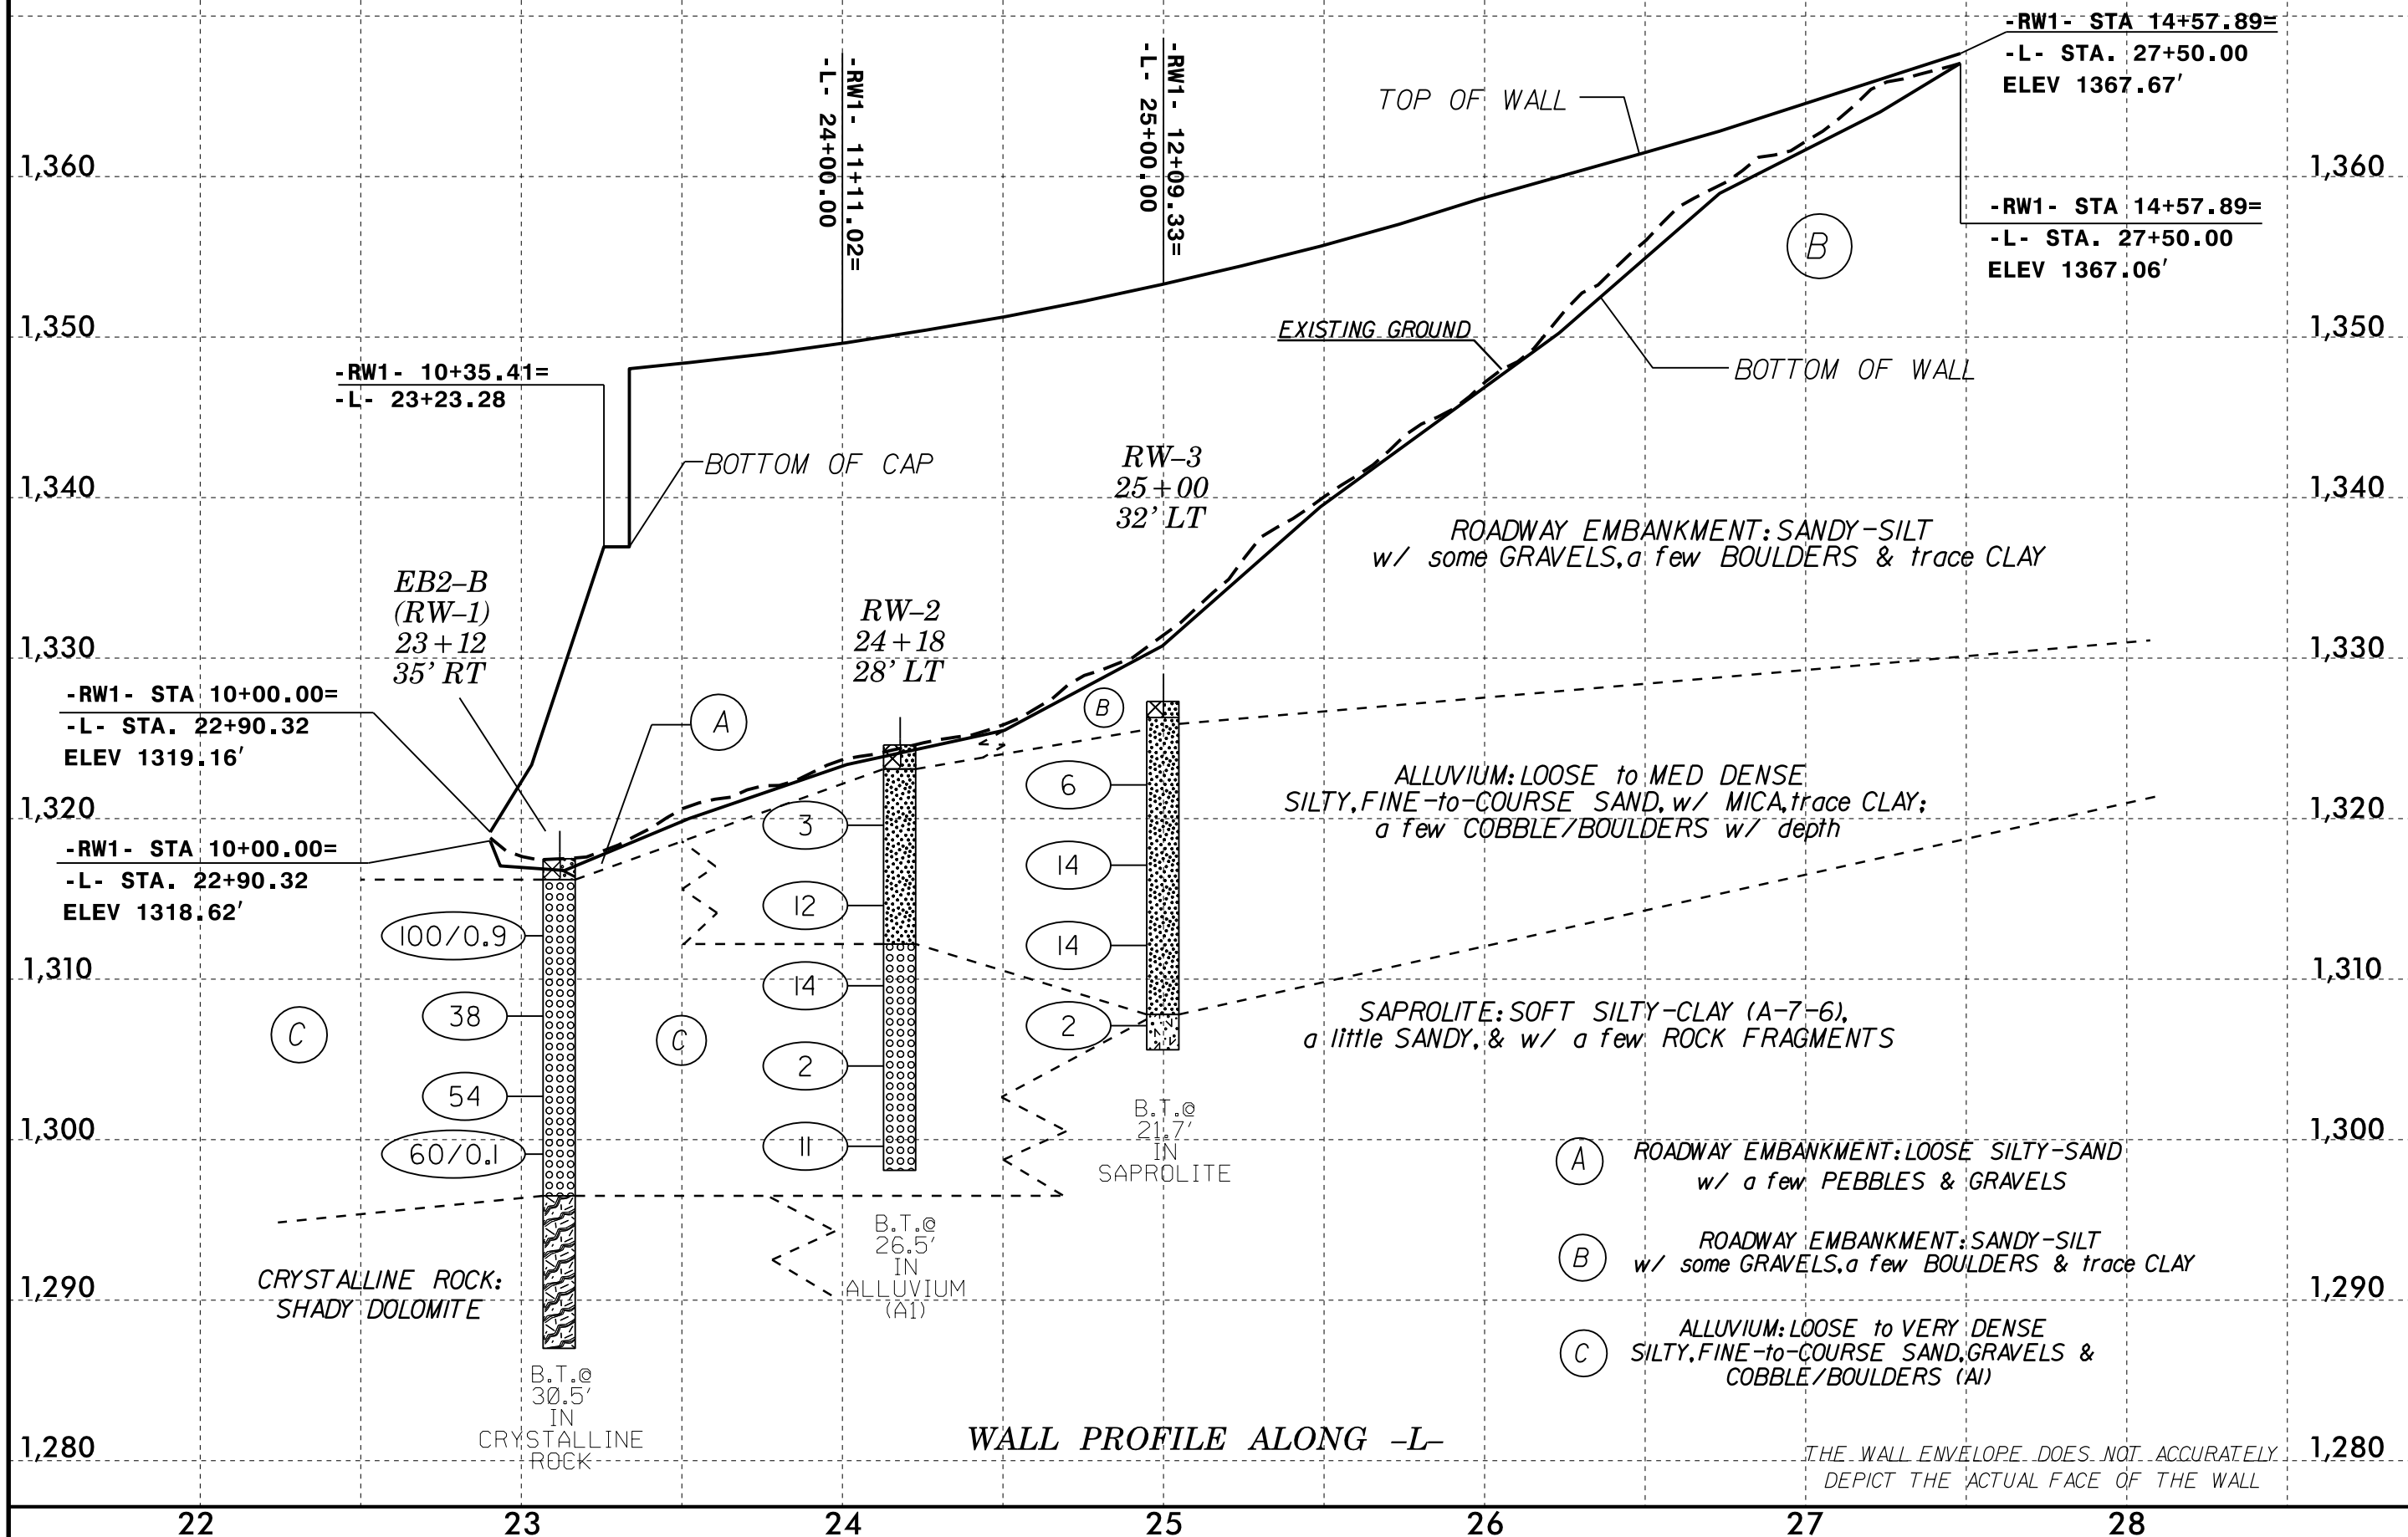 -RW1- STA 14+57.89=
-L- STA. 27+50.00
ELEV 1367.67'
-RW1- 11+11.02=
-L- 24+00.00
-RW1- 12+09.33=
-L- 25+00.00
TOP OF WALL
1,360
1,360
-RW1- STA 14+57.89=
-L- STA. 27+50.00
ELEV 1367.06'
B
1,350
EXISTING GROUND
1,350
-RW1- 10+35.41=
-L- 23+23.28
BOTTOM OF WALL
BOTTOM OF CAP
RW-3
25+00
32' LT
1,340
1,340
ROADWAY EMBANKMENT: SANDY-SILT
w/ some GRAVELS, a few BOULDERS & trace CLAY
EB2-B
(RW-1)
23+12
35' RT
RW-2
24+18
28' LT
1,330
1,330
-RW1- STA 10+00.00=
-L- STA. 22+90.32
ELEV 1319.16'
A
B
ALLUVIUM: LOOSE to MED DENSE
SILTY, FINE-to-COURSE SAND, w/ MICA, trace CLAY;
a few COBBLE/BOULDERS w/ depth
6
3
1,320
1,320
-RW1- STA 10+00.00=
-L- STA. 22+90.32
ELEV 1318.62'
14
12
100/0.9
14
1,310
1,310
14
38
C
C
2
SAPROLITE: SOFT SILTY-CLAY (A-7-6),
a little SANDY, & w/ a few ROCK FRAGMENTS
2
54
B.T.@
21.7'
IN
SAPROLITE
1,300
1,300
11
60/0.1
A
ROADWAY EMBANKMENT: LOOSE SILTY-SAND
w/ a few PEBBLES & GRAVELS
B.T.@
26.5'
IN
ALLUVIUM
(A1)
B
ROADWAY EMBANKMENT: SANDY-SILT
w/ some GRAVELS, a few BOULDERS & trace CLAY
CRYSTALLINE ROCK:
SHADY DOLOMITE
1,290
1,290
C
ALLUVIUM: LOOSE to VERY DENSE
SILTY, FINE-to-COURSE SAND, GRAVELS &
COBBLE/BOULDERS (A1)
B.T.@
30.5'
IN
CRYSTALLINE
ROCK
WALL PROFILE ALONG -L-
1,280
1,280
THE WALL ENVELOPE DOES NOT ACCURATELY
DEPICT THE ACTUAL FACE OF THE WALL
22 23 24 25 26 27 28